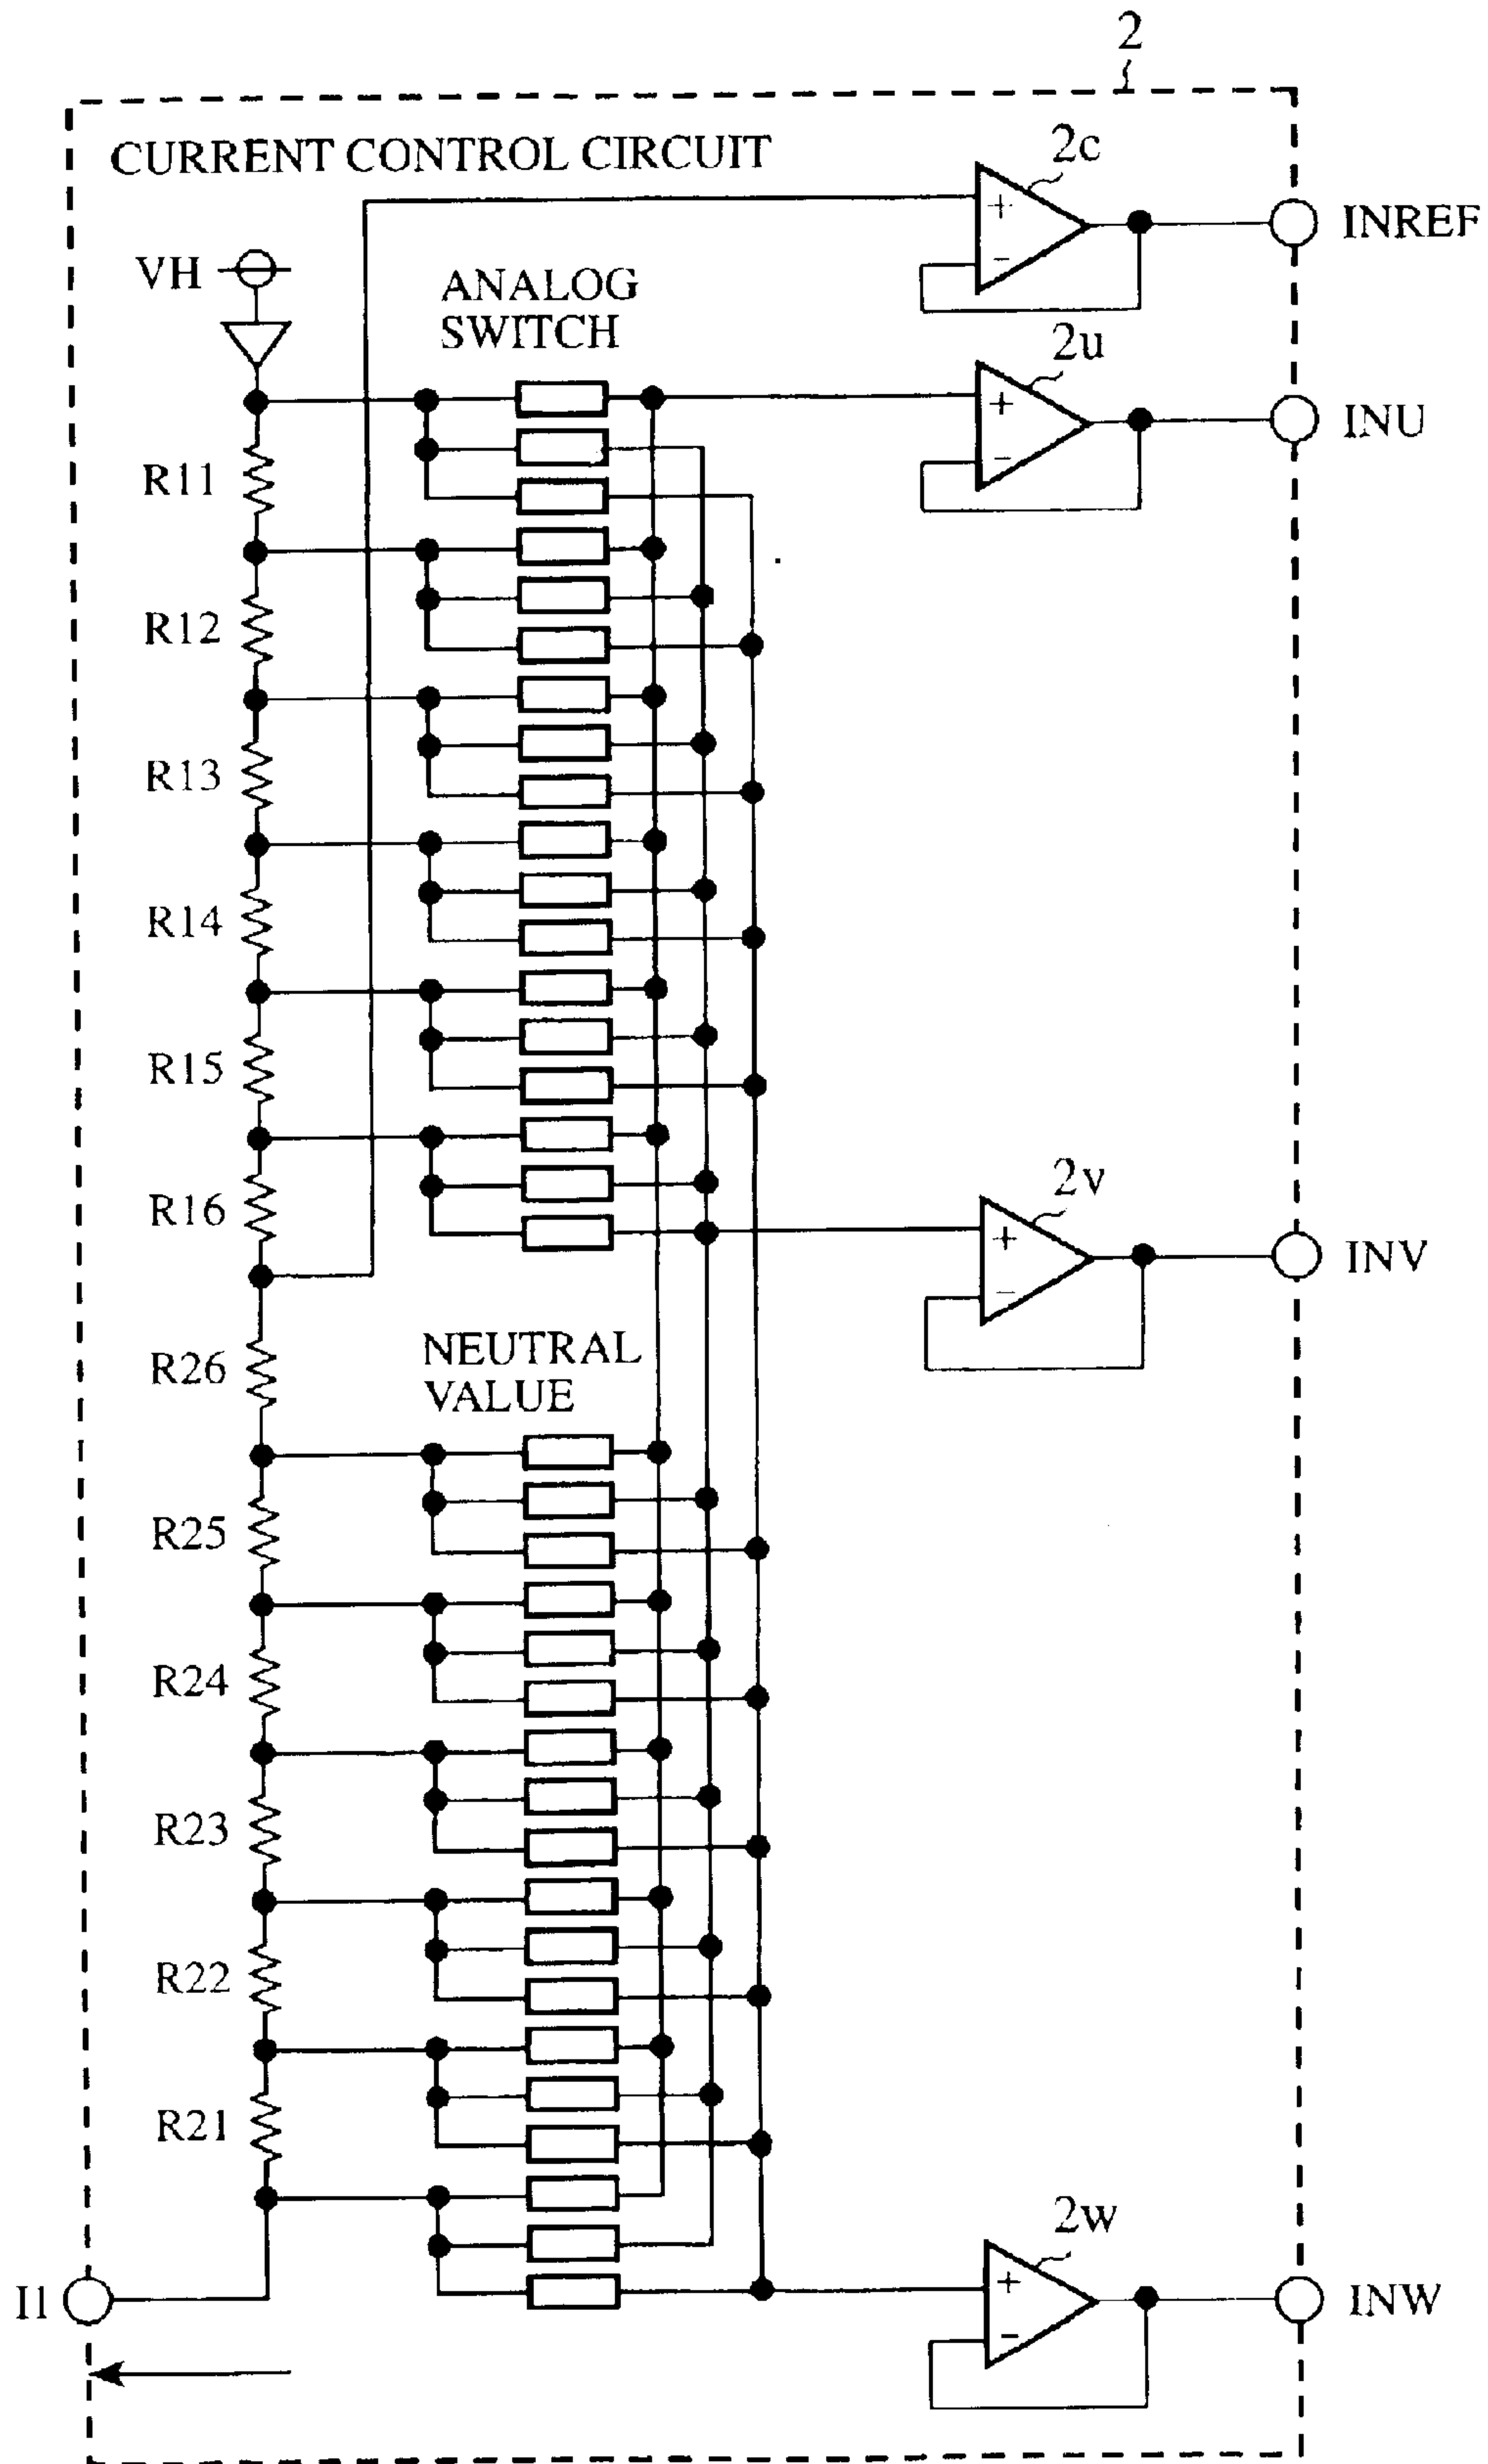 2
CURRENT CONTROL CIRCUIT
2c
+
−
INREF
VH
ANALOG
SWITCH
2u
+
−
INU
R11
R12
R13
R14
R15
R16
2v
+
−
INV
R26
NEUTRAL
VALUE
R25
R24
R23
R22
R21
2w
+
−
I1
INW